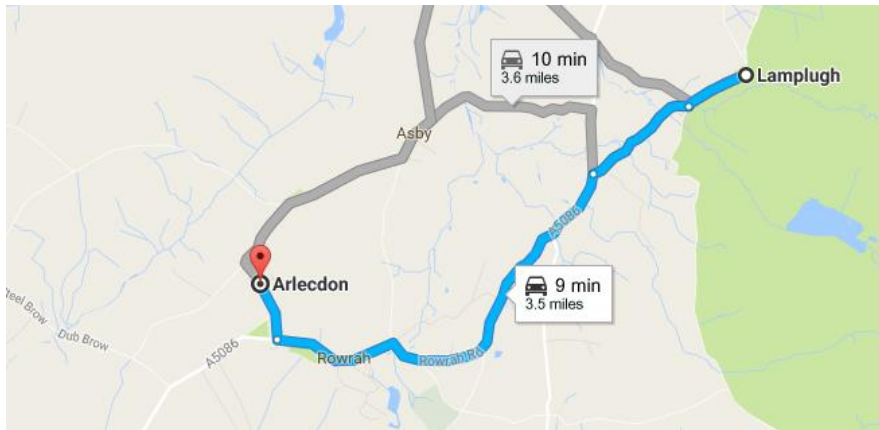 10 min
3.6 miles
Lamplugh
Asby
A5086
Arlecdon
9 min
3.5 miles
Dub Brow
A5086
Rowrah
Rowrah Rd